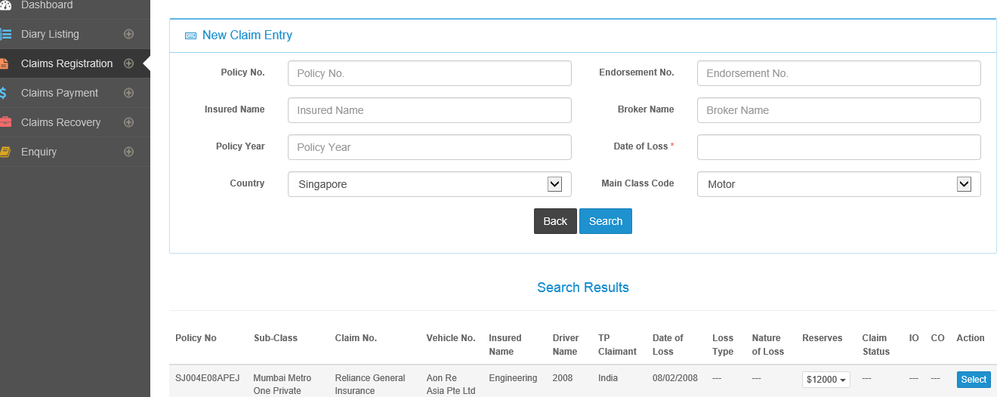 Dashboard
Diary Listing
Claims Registration
Claims Payment
Claims Recovery
Enquiry
New Claim Entry
Policy No. Policy No. Endorsement No. Endorsement No.
Insured Name Insured Name Broker Name Broker Name
Policy Year Policy Year Date of Loss *
Country Singapore Main Class Code Motor
Back Search
Search Results
Policy No Sub-Class Claim No. Vehicle No. Insured Driver TP Date of Loss Nature Reserves Claim IO CO Action
Name Name Claimant Loss Type of Loss Status
SJ004E08APEJ Mumbai Metro Reliance General Aon Re Engineering 2008 India 08/02/2008 --- --- $12000 --- --- --- Select
One Private Insurance Asia Pte Ltd